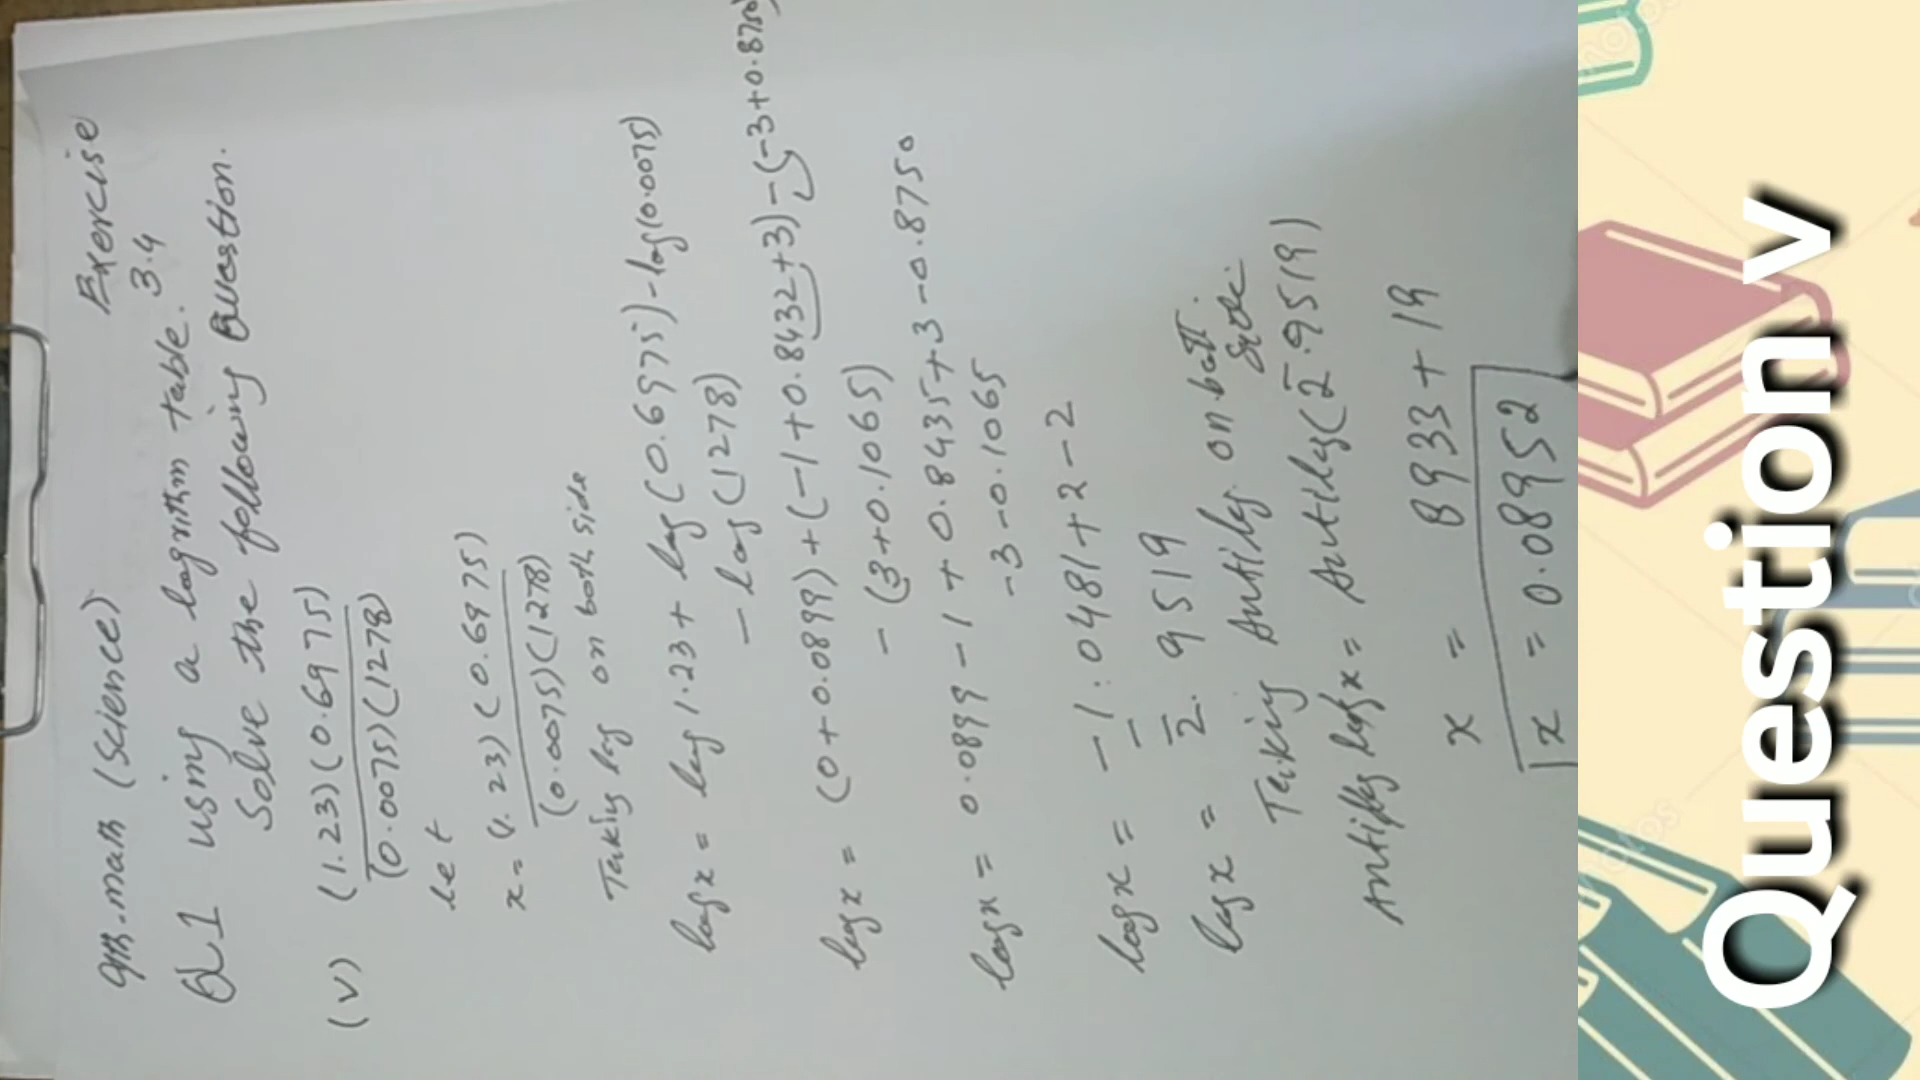 9th. math (Science) Exercise 3.4
Q1 using a logrithm table.
Solve the following Question.
(v) (1.23)(0.6975)
(0.0075)(1278)
let
x = (1.23)(0.6975)
(0.0075)(1278)
Taking log on both side
log x = log 1.23 + log(0.6975) - log(0.0075)
- log(1278)
log x = (0+0.0899)+(-1+0.8432+3)-(-3+0.8750)
- (3+0.1065)
log x = 0.0899 - 1 + 0.8435 + 3 - 0.8750
- 3 - 0.1065
log x = -1.0481 + 2 - 2
log x = 2̅.9519
Taking Antilog on both side.
Antilog log x = Antilog(2̅.9519)
x = 8933 + 19
x = 0.08952
Question v